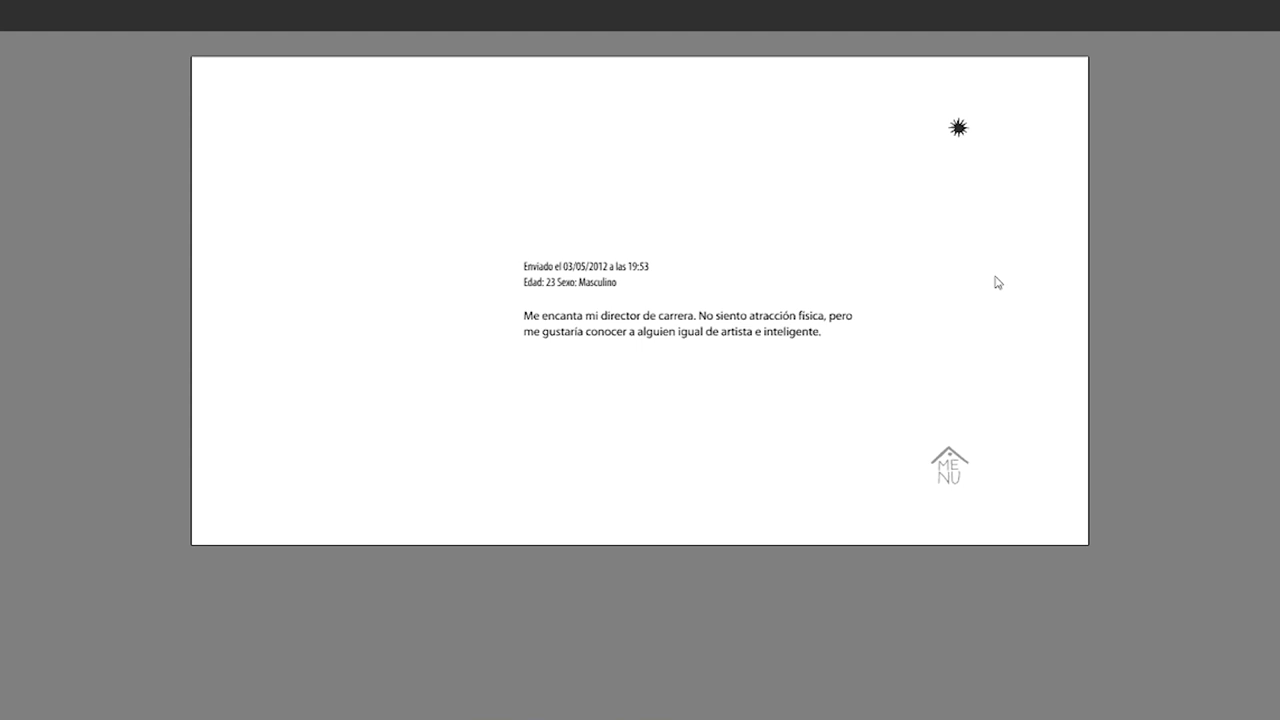 Enviado el 03/05/2012 a las 19:53
Edad: 23 Sexo: Masculino
Me encanta mi director de carrera. No siento atracción física, pero
me gustaría conocer a alguien igual de artista e inteligente.
ME
NU